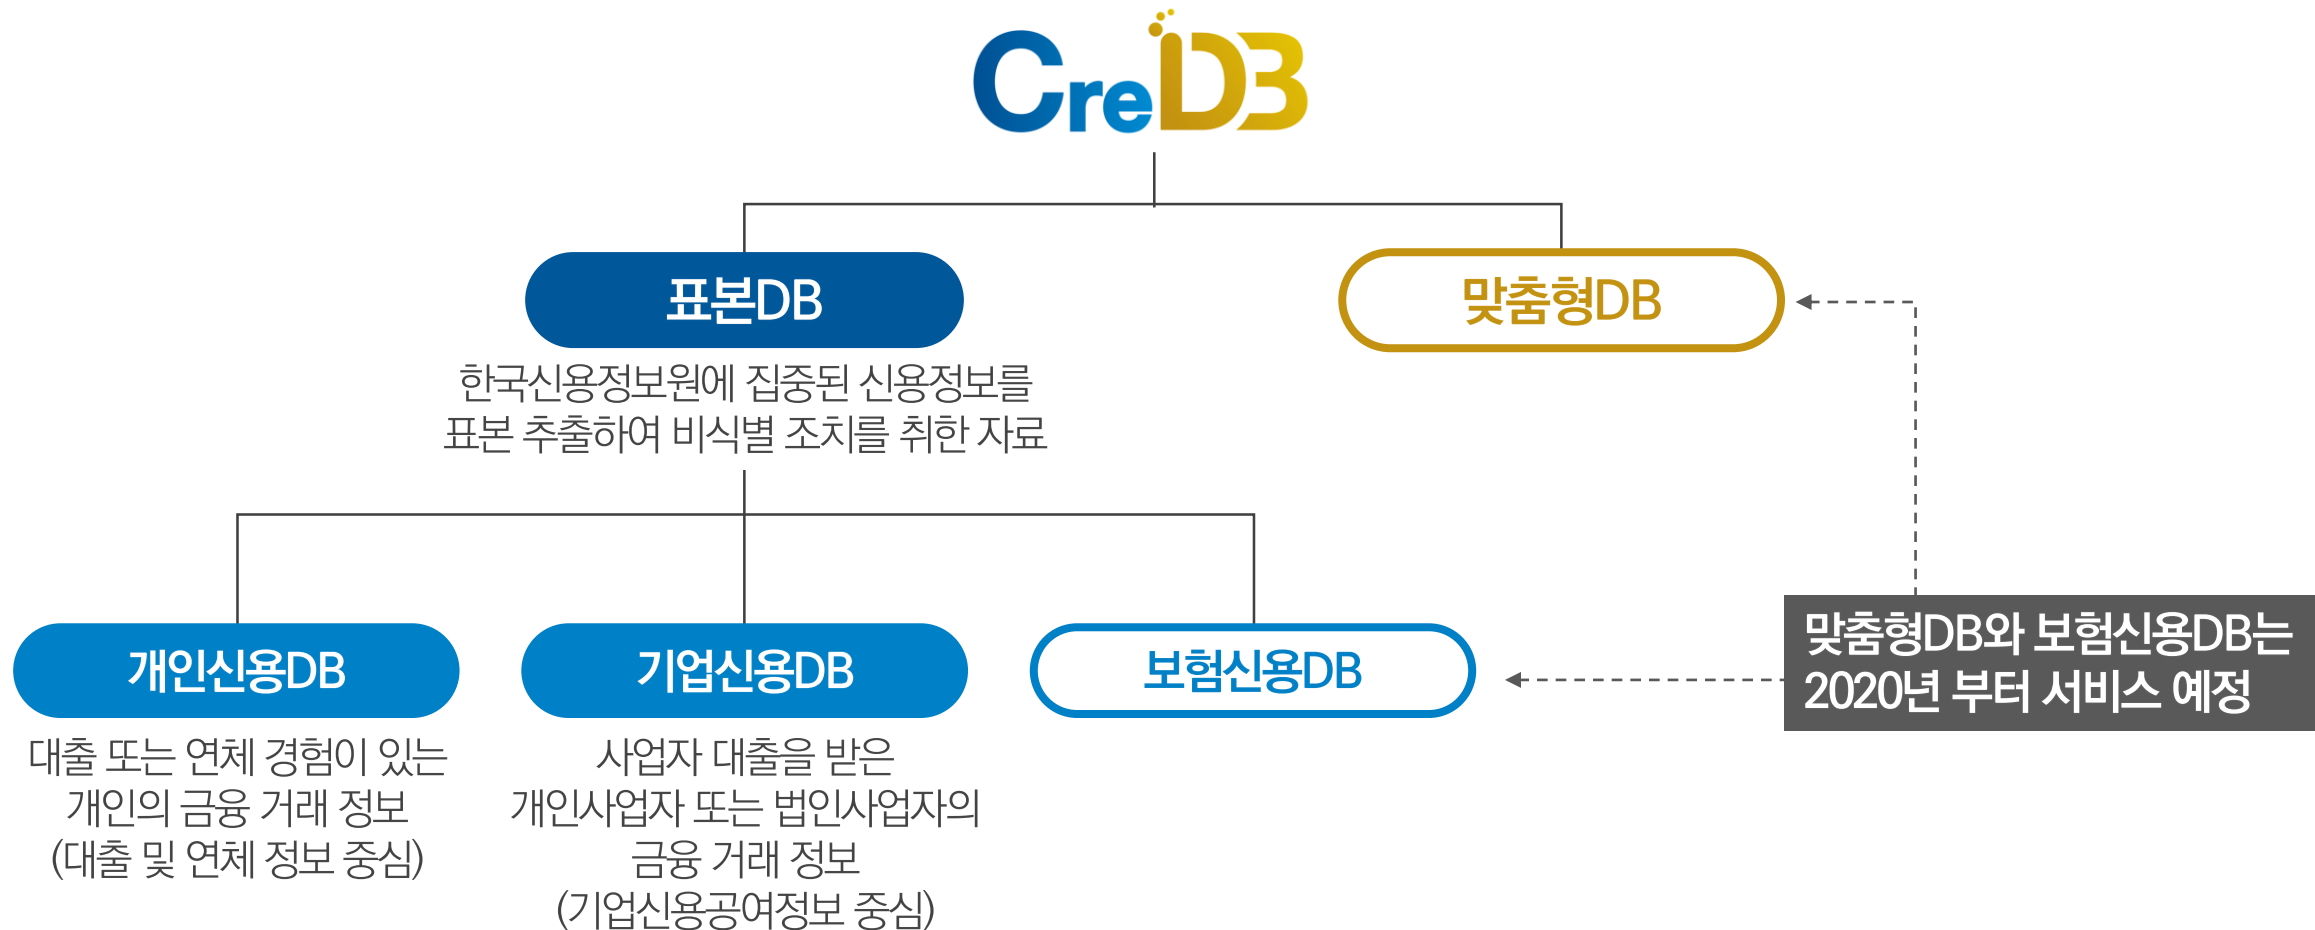 CreDB
표본DB
맞춤형DB
한국신용정보원에 집중된 신용정보를
표본 추출하여 비식별 조치를 취한 자료
개인신용DB
기업신용DB
보험신용DB
맞춤형DB와 보험신용DB는
2020년 부터 서비스 예정
대출 또는 연체 경험이 있는
개인의 금융 거래 정보
(대출 및 연체 정보 중심)
사업자 대출을 받은
개인사업자 또는 법인사업자의
금융 거래 정보
(기업신용공여정보 중심)